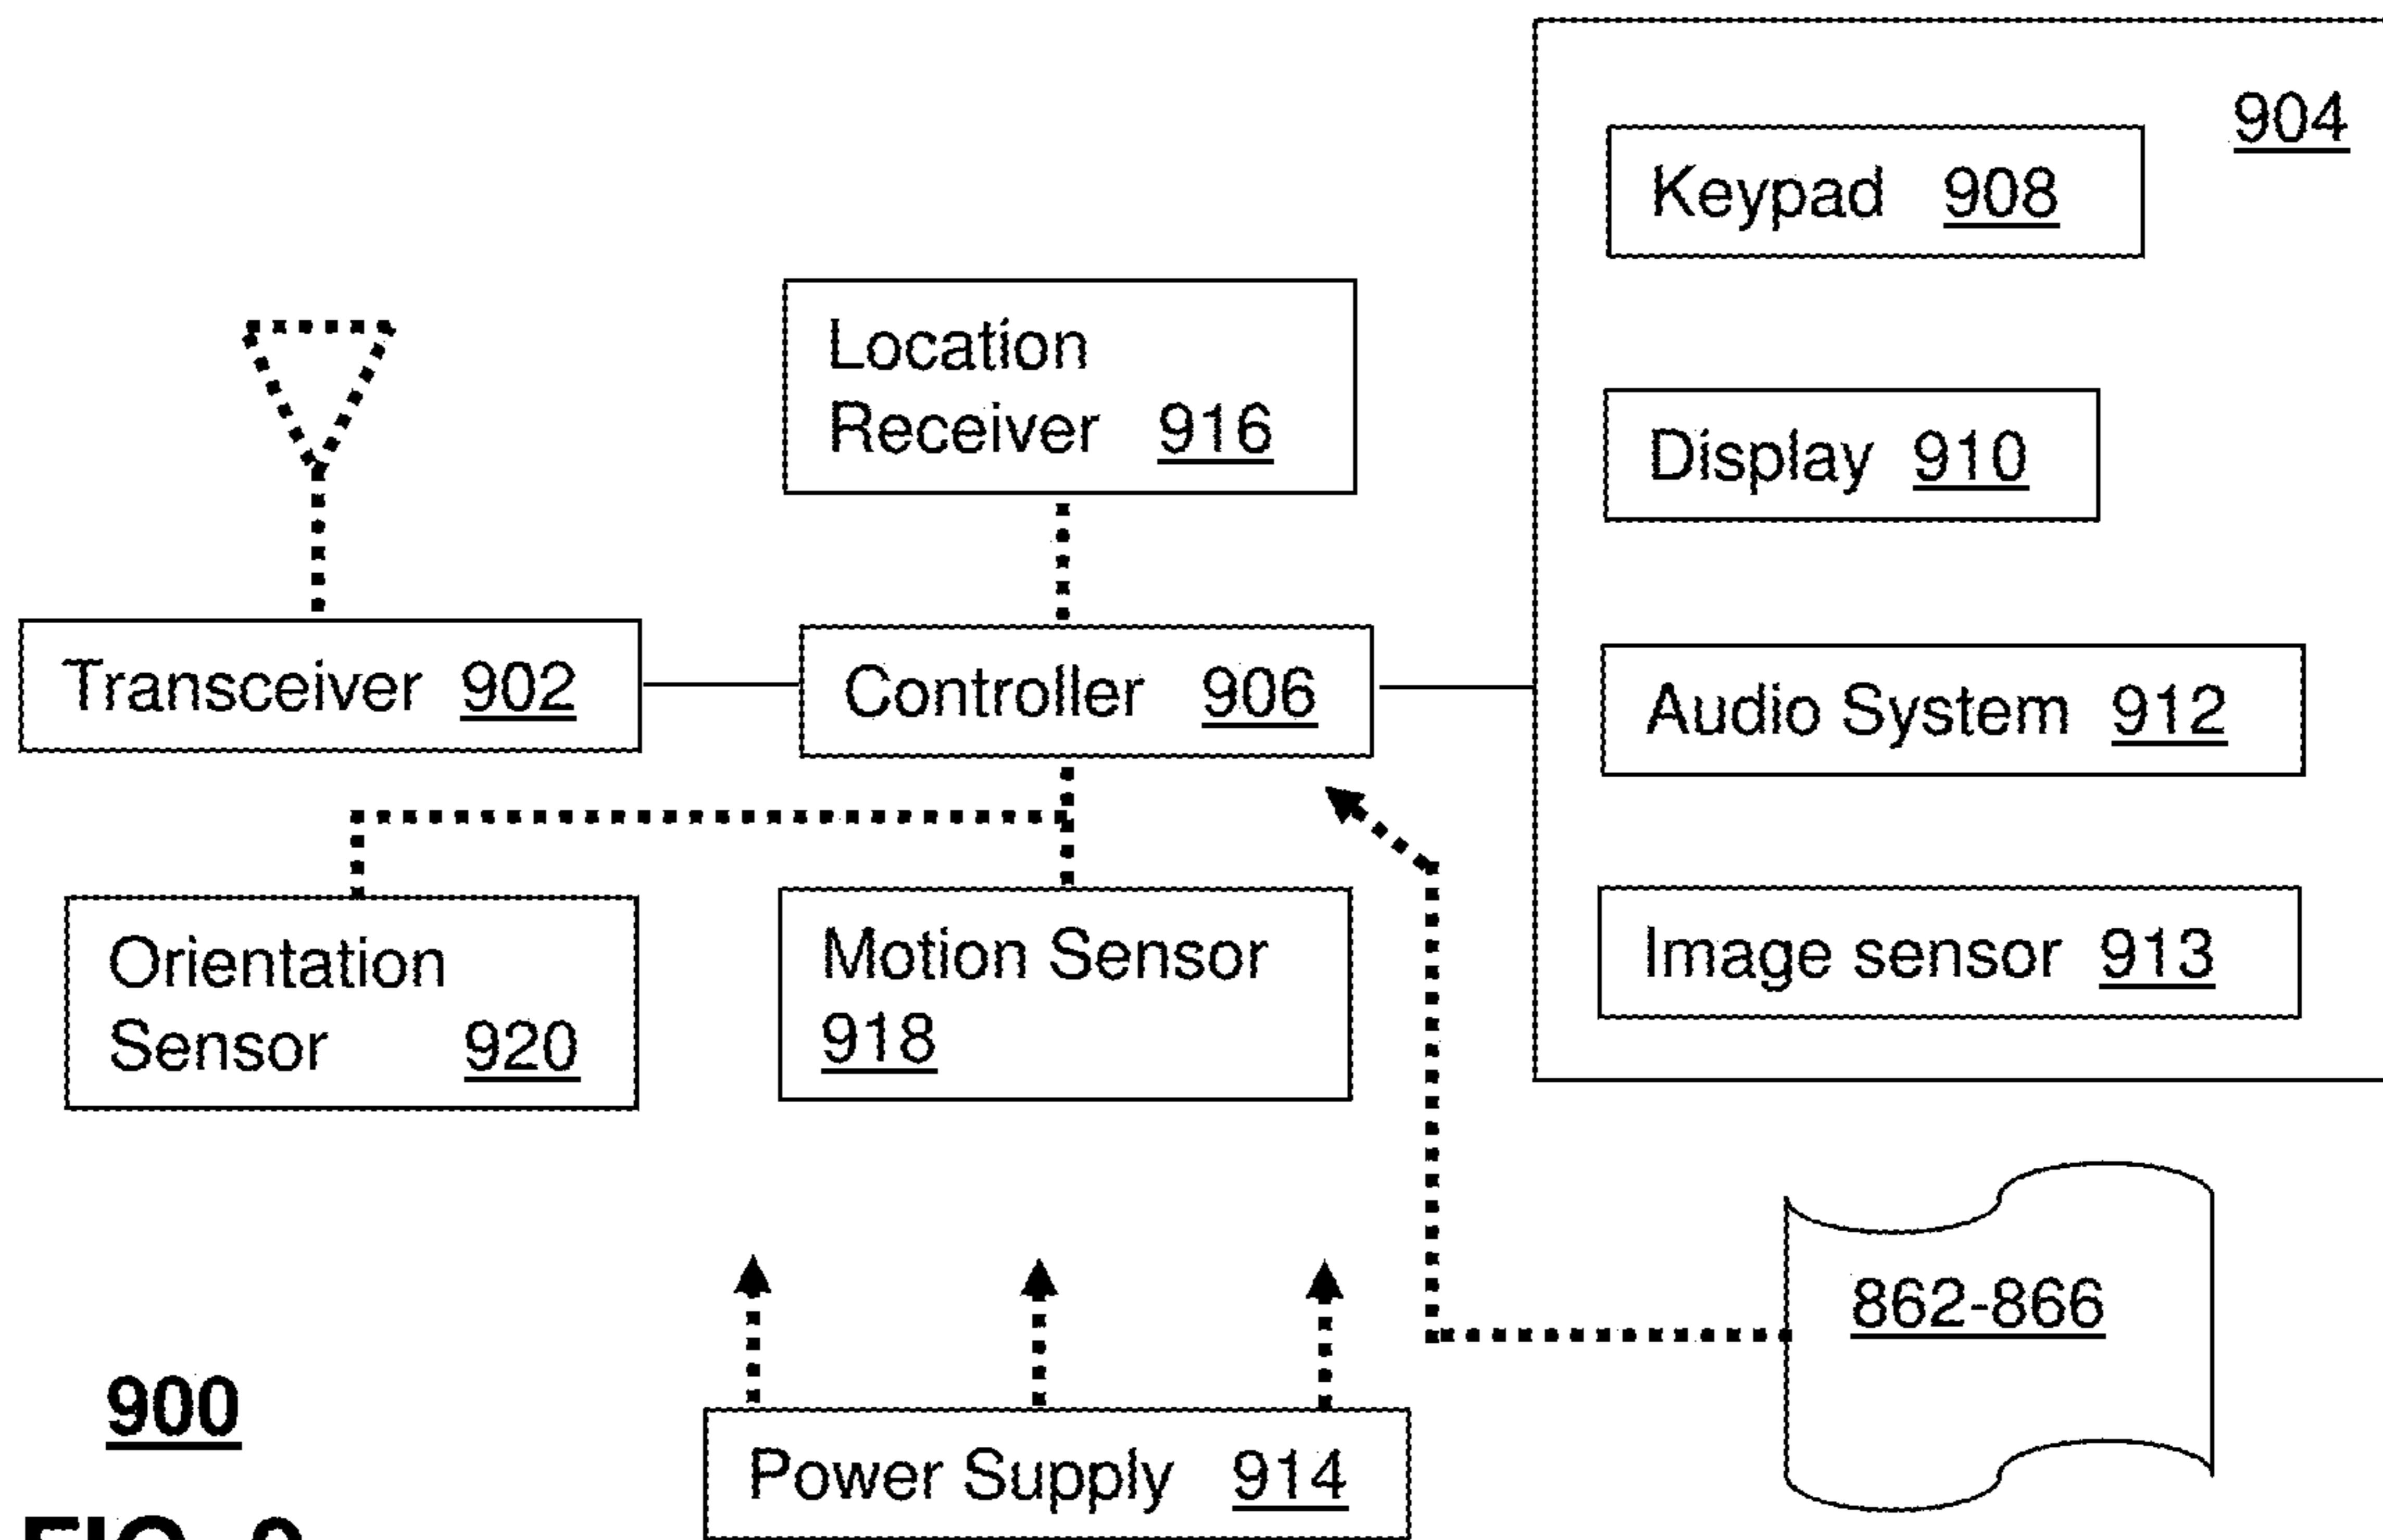 904
Keypad 908
Location
Receiver 916
Display 910
Transceiver 902
Controller 906
Audio System 912
Orientation
Sensor 920
Motion Sensor
918
Image sensor 913
862-866
900
Power Supply 914